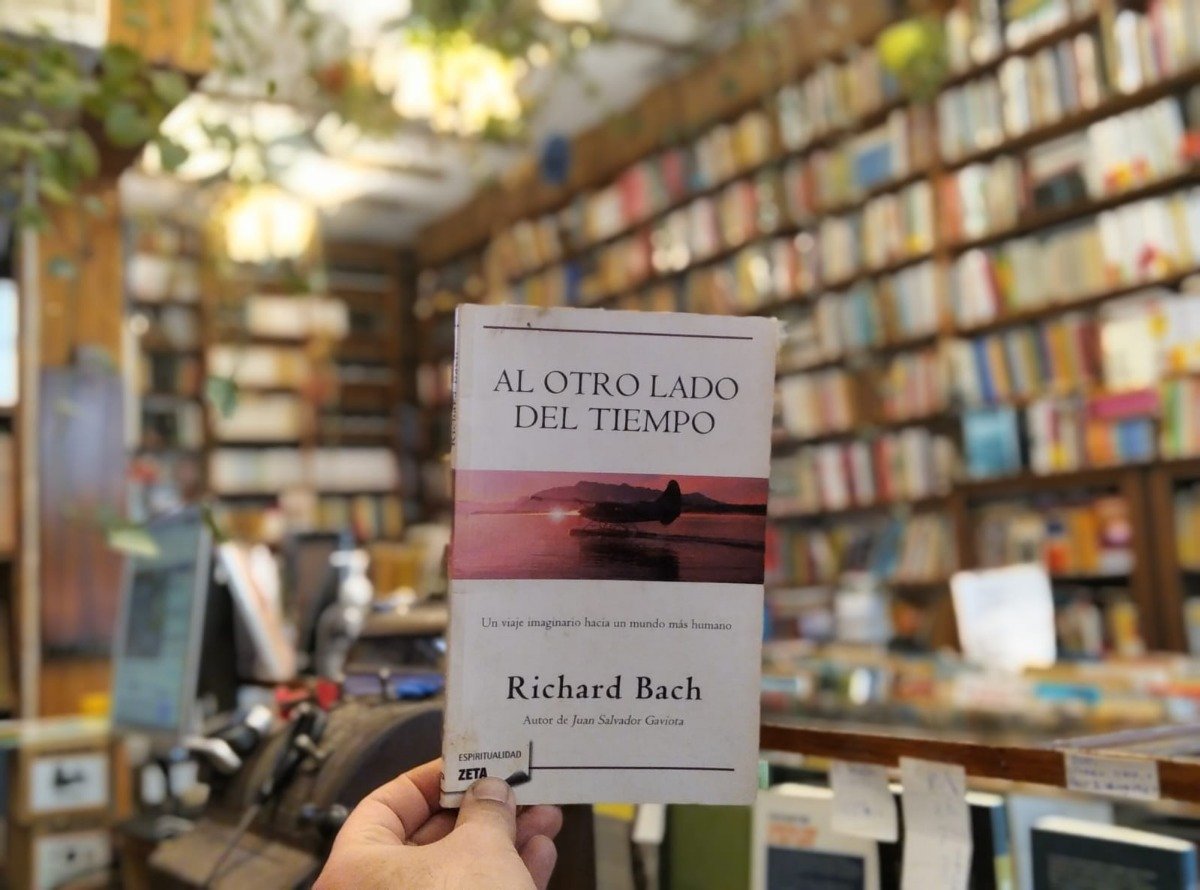 AL OTRO LADO
DEL TIEMPO
Un viaje imaginario hacia un mundo más humano
Richard Bach
Autor de Juan Salvador Gaviota
ESPIRITUALIDAD
ZETA